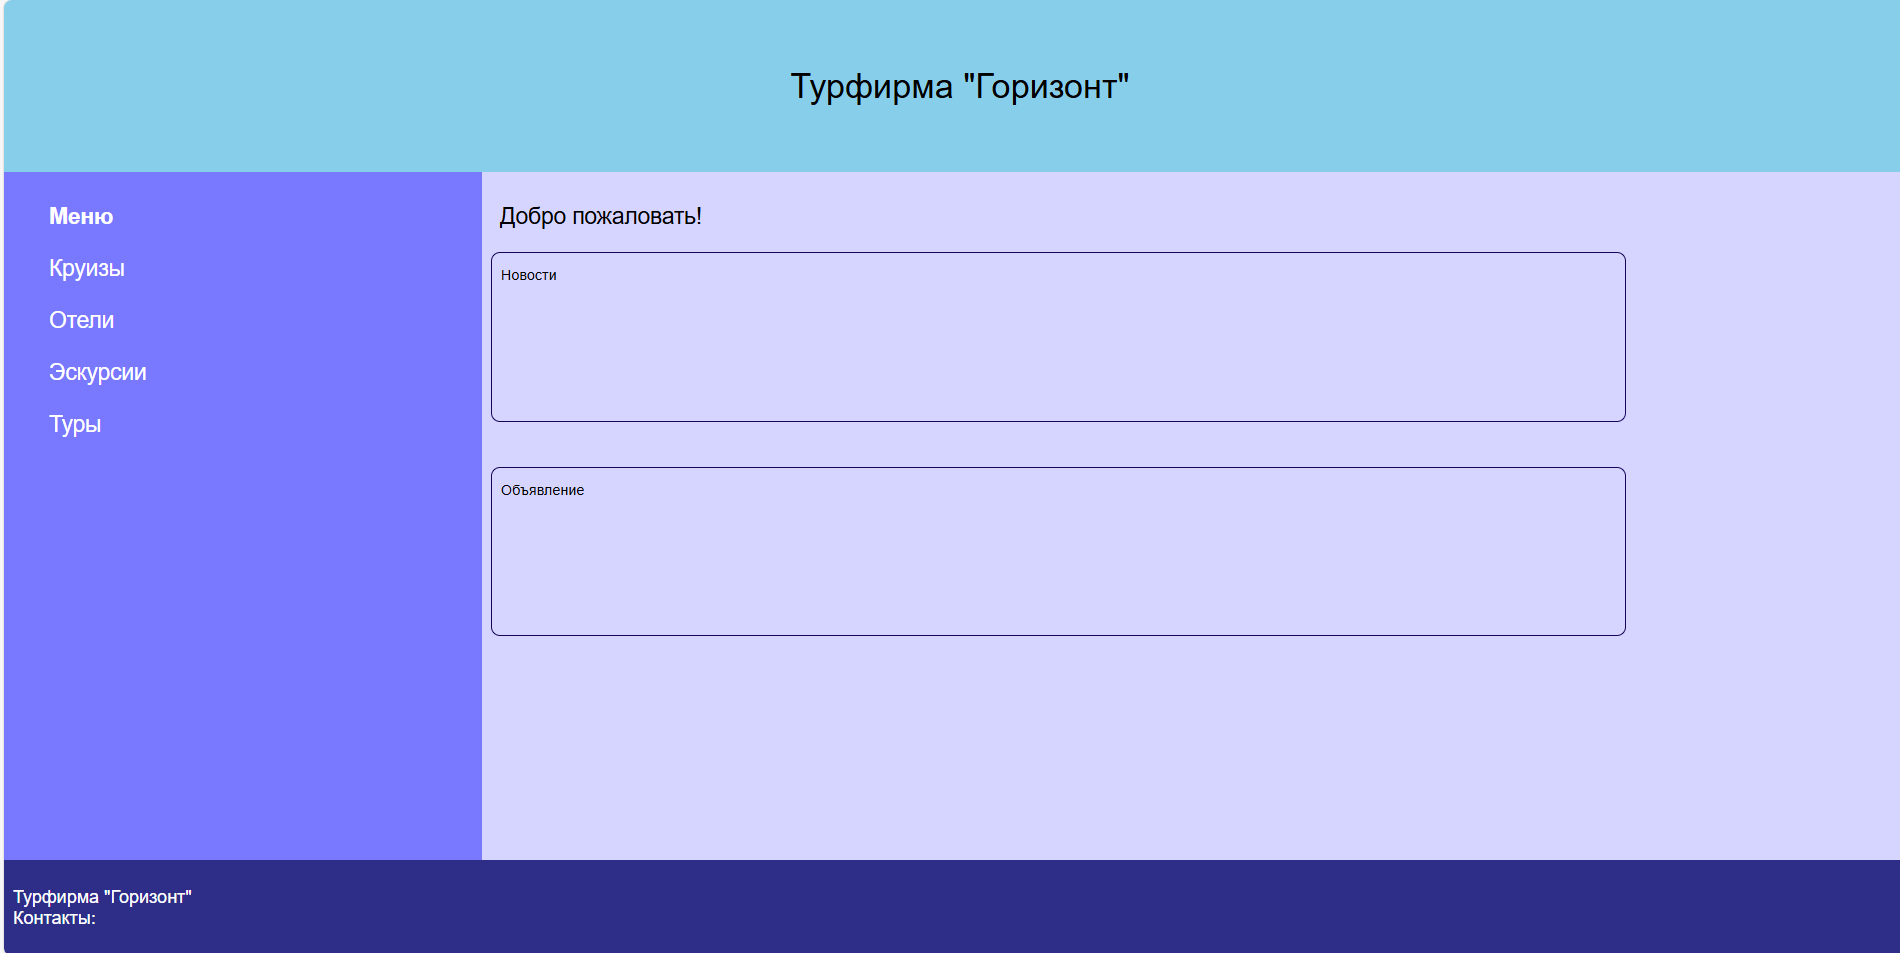 Турфирма "Горизонт"
Меню
Круизы
Отели
Эскурсии
Туры
Добро пожаловать!
Новости
Объявление
Турфирма "Горизонт"
Контакты: